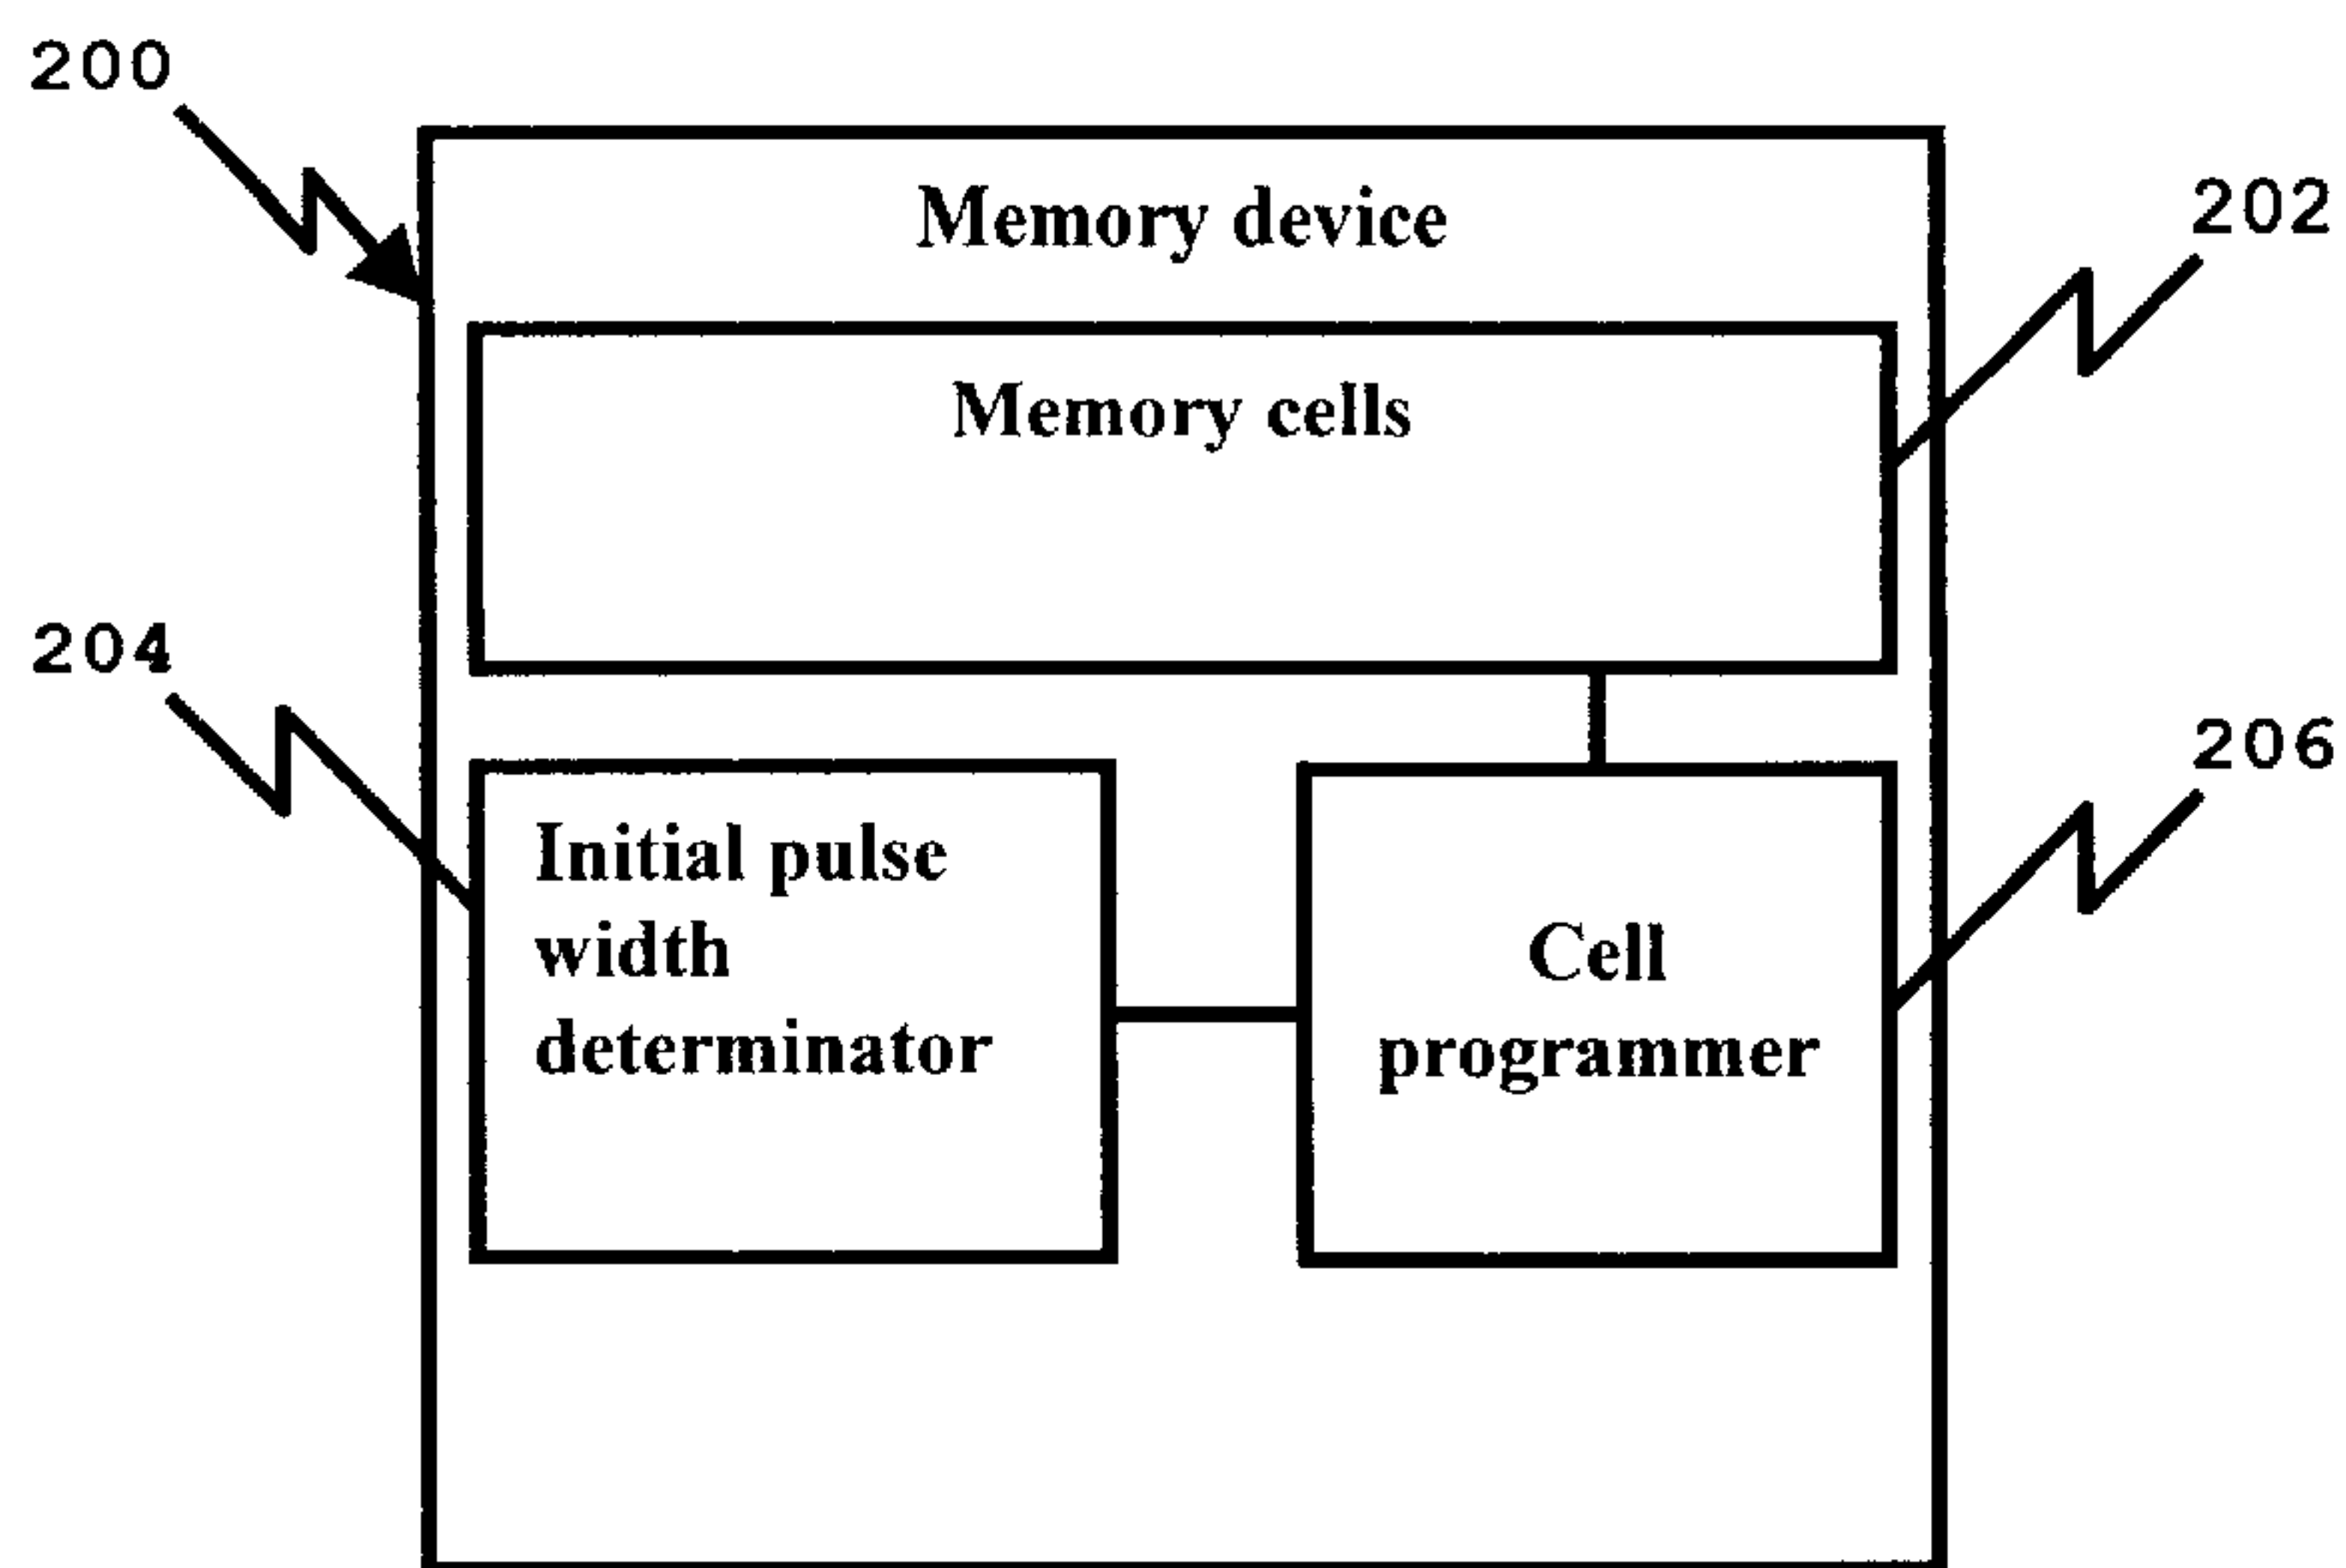 200
Memory device
202
Memory cells
204
206
Initial pulse
width
determinator
Cell
programmer